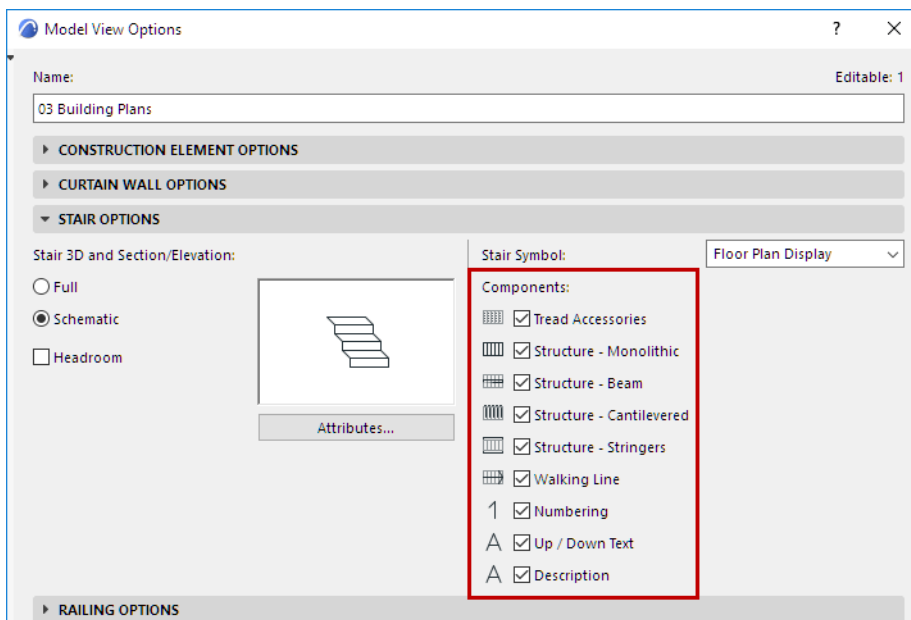 Model View Options
?
Name:
Editable: 1
03 Building Plans
CONSTRUCTION ELEMENT OPTIONS
CURTAIN WALL OPTIONS
STAIR OPTIONS
Stair 3D and Section/Elevation:
Full
Schematic
Headroom
Attributes...
Stair Symbol:
Floor Plan Display
Components:
Tread Accessories
Structure - Monolithic
Structure - Beam
Structure - Cantilevered
Structure - Stringers
Walking Line
1 Numbering
A Up / Down Text
A Description
RAILING OPTIONS